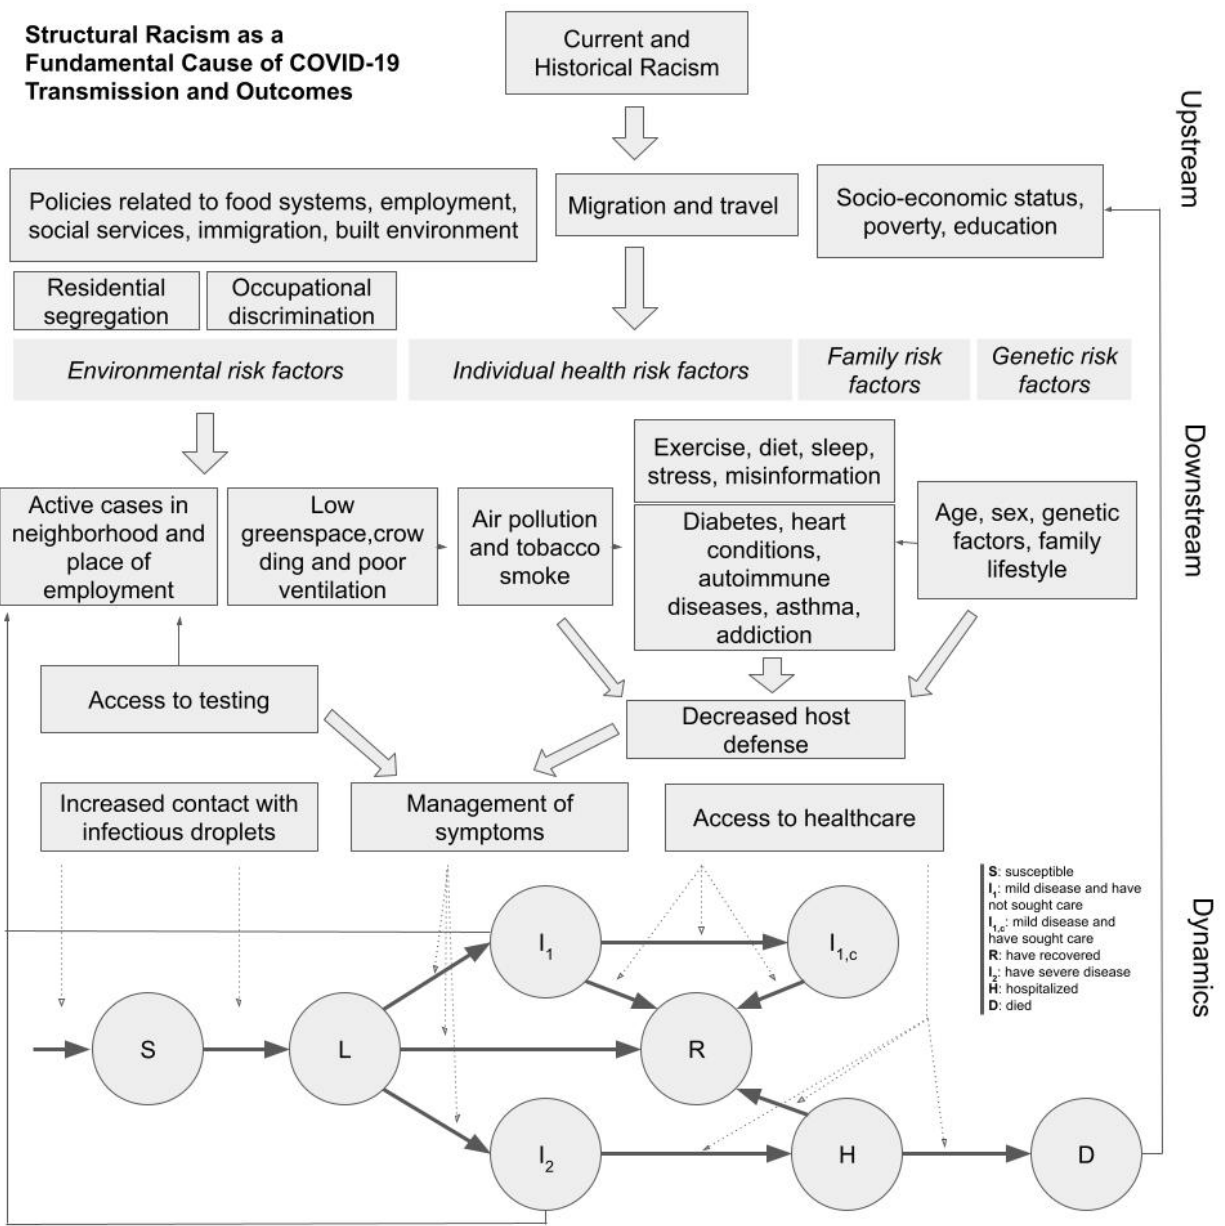 Structural Racism as a
Fundamental Cause of COVID-19
Transmission and Outcomes
Current and
Historical Racism
Upstream
Policies related to food systems, employment,
social services, immigration, built environment
Migration and travel
Socio-economic status,
poverty, education
Residential
segregation
Occupational
discrimination
Environmental risk factors
Individual health risk factors
Family risk
factors
Genetic risk
factors
Downstream
Active cases in
neighborhood and
place of
employment
Low
greenspace,crow
ding and poor
ventilation
Air pollution
and tobacco
smoke
Exercise, diet, sleep,
stress, misinformation
Diabetes, heart
conditions,
autoimmune
diseases, asthma,
addiction
Age, sex, genetic
factors, family
lifestyle
Access to testing
Decreased host
defense
Increased contact with
infectious droplets
Management of
symptoms
Access to healthcare
Dynamics
S: susceptible
I1: mild disease and have
not sought care
I1,c: mild disease and
have sought care
R: have recovered
I2: have severe disease
H: hospitalized
D: died
I1
I1,c
S
L
R
I2
H
D